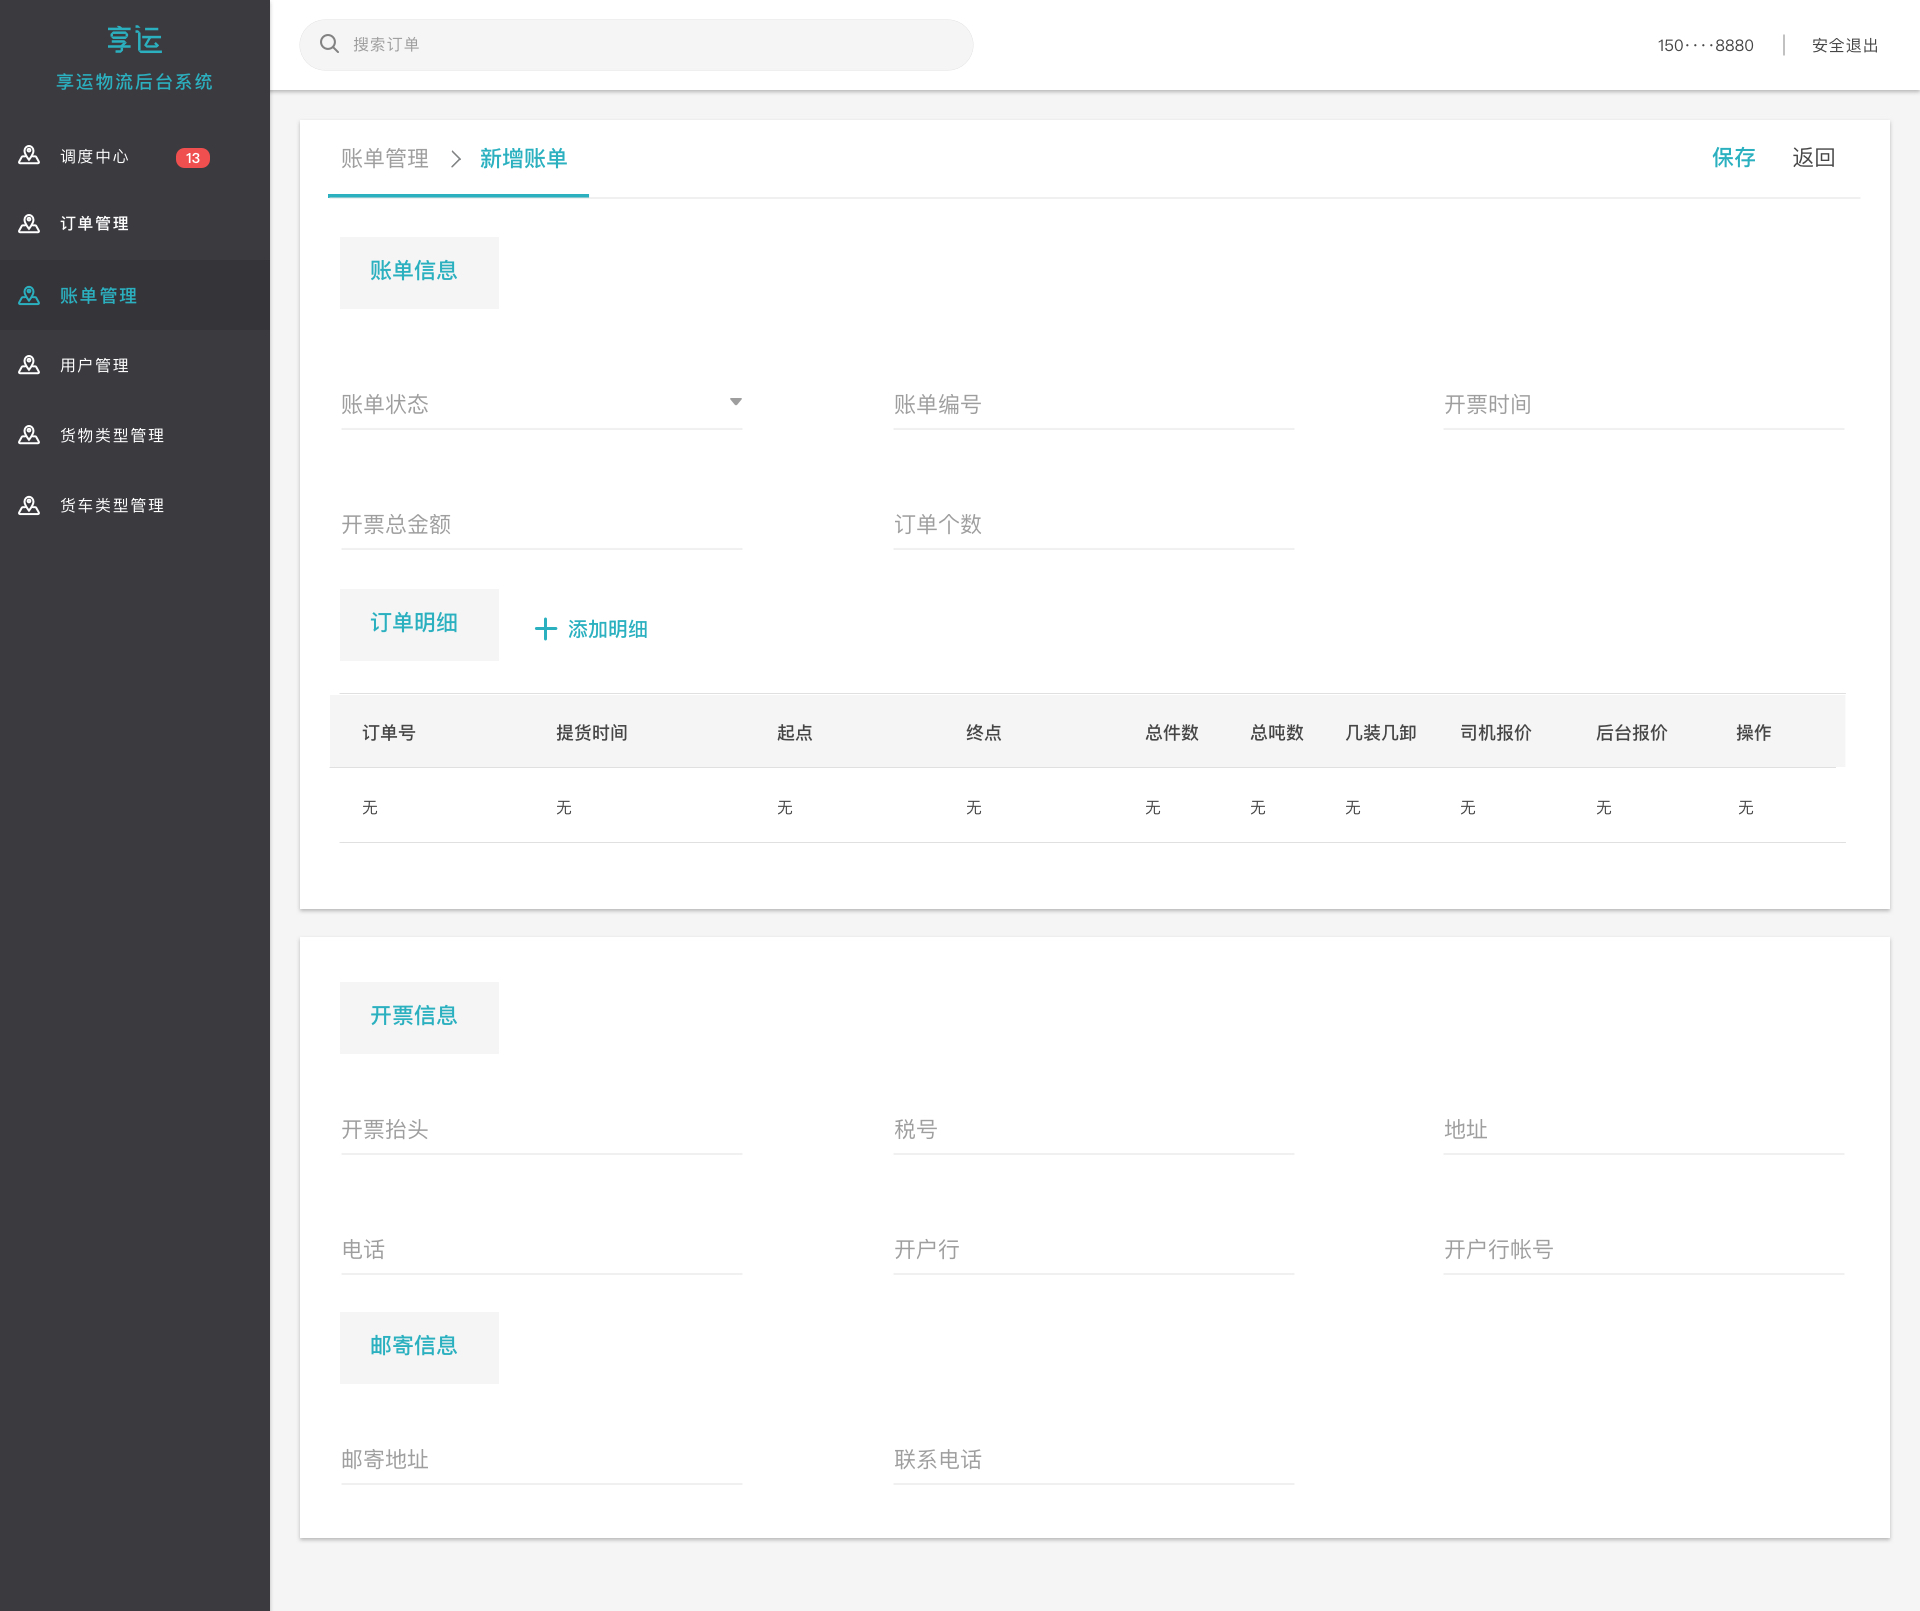 享运
享运物流后台系统
调度中心 13
订单管理
账单管理
用户管理
货物类型管理
货车类型管理
搜索订单
150····8880 安全退出
账单管理 新增账单 保存 返回
账单信息
账单状态 账单编号 开票时间
开票总金额 订单个数
订单明细 添加明细
订单号 提货时间 起点 终点 总件数 总吨数 几装几卸 司机报价 后台报价 操作
无 无 无 无 无 无 无 无 无 无
开票信息
开票抬头 税号 地址
电话 开户行 开户行帐号
邮寄信息
邮寄地址 联系电话